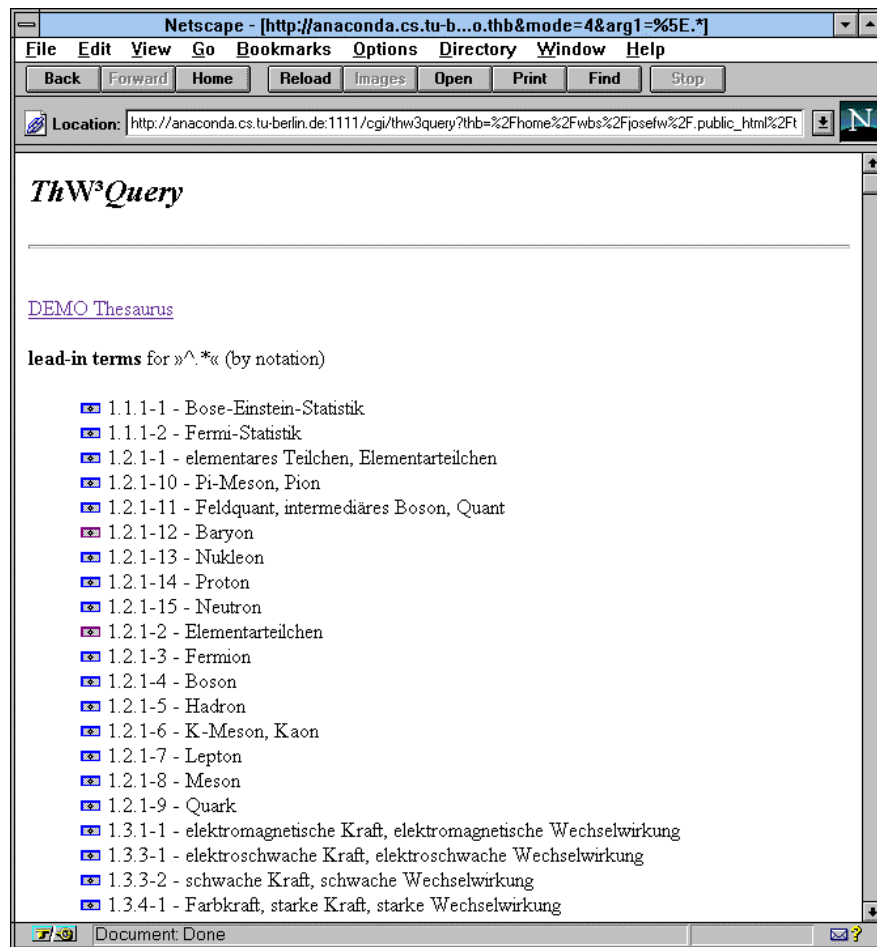 Netscape - [http://anaconda.cs.tu-b...o.thb&mode=4&arg1=%5E.*]
File Edit View Go Bookmarks Options Directory Window Help
Back Forward Home Reload Images Open Print Find Stop
Location: http://anaconda.cs.tu-berlin.de:1111/cgi/thw3query?thb=%2Fhome%2Fwbs%2Fjosefw%2F.public_html%2Ft
N
ThW³Query
DEMO Thesaurus
lead-in terms for »^.*« (by notation)
1.1.1-1 - Bose-Einstein-Statistik
1.1.1-2 - Fermi-Statistik
1.2.1-1 - elementares Teilchen, Elementarteilchen
1.2.1-10 - Pi-Meson, Pion
1.2.1-11 - Feldquant, intermediäres Boson, Quant
1.2.1-12 - Baryon
1.2.1-13 - Nukleon
1.2.1-14 - Proton
1.2.1-15 - Neutron
1.2.1-2 - Elementarteilchen
1.2.1-3 - Fermion
1.2.1-4 - Boson
1.2.1-5 - Hadron
1.2.1-6 - K-Meson, Kaon
1.2.1-7 - Lepton
1.2.1-8 - Meson
1.2.1-9 - Quark
1.3.1-1 - elektromagnetische Kraft, elektromagnetische Wechselwirkung
1.3.3-1 - elektroschwache Kraft, elektroschwache Wechselwirkung
1.3.3-2 - schwache Kraft, schwache Wechselwirkung
1.3.4-1 - Farbkraft, starke Kraft, starke Wechselwirkung
Document: Done ?